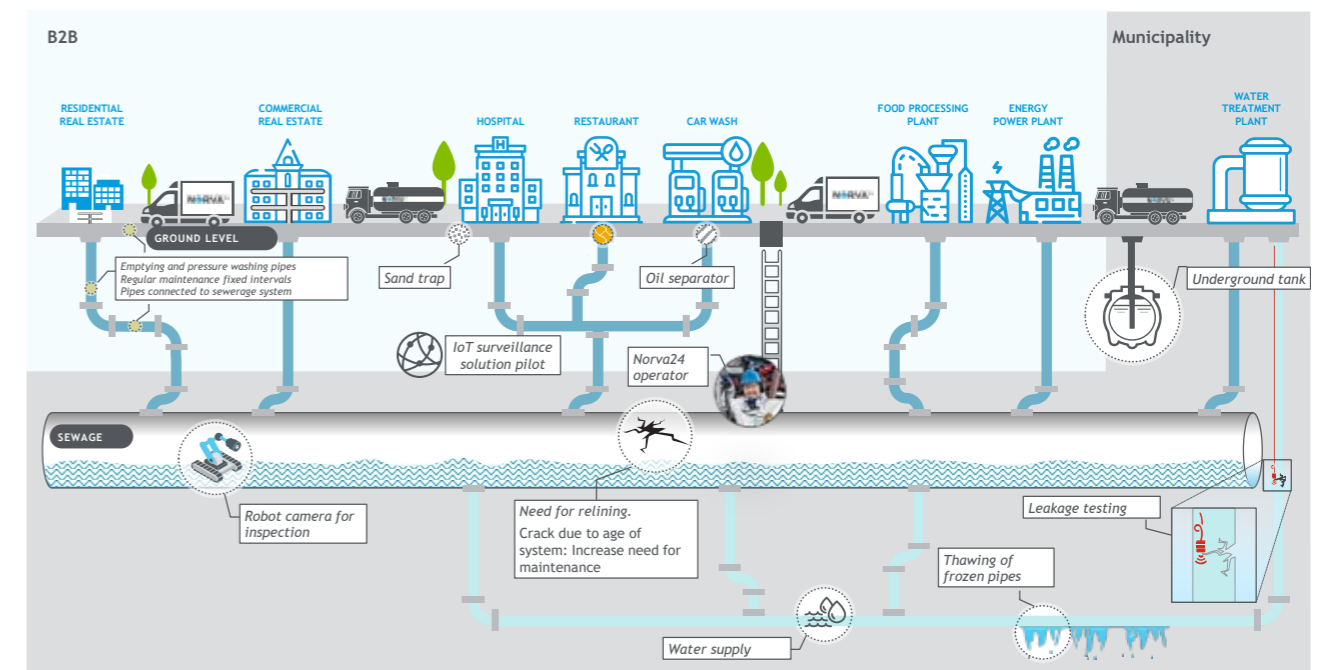 B2B
Municipality
RESIDENTIAL
REAL ESTATE
COMMERCIAL
REAL ESTATE
HOSPITAL
RESTAURANT
CAR WASH
FOOD PROCESSING
PLANT
ENERGY
POWER PLANT
WATER
TREATMENT
PLANT
NORVA
NORVA
GROUND LEVEL
Emptying and pressure washing pipes
Regular maintenance fixed intervals
Pipes connected to sewerage system
Sand trap
Oil separator
Underground tank
IoT surveillance
solution pilot
Norva24
operator
SEWAGE
Robot camera for
inspection
Need for relining.
Crack due to age of
system: Increase need for
maintenance
Leakage testing
Thawing of
frozen pipes
Water supply